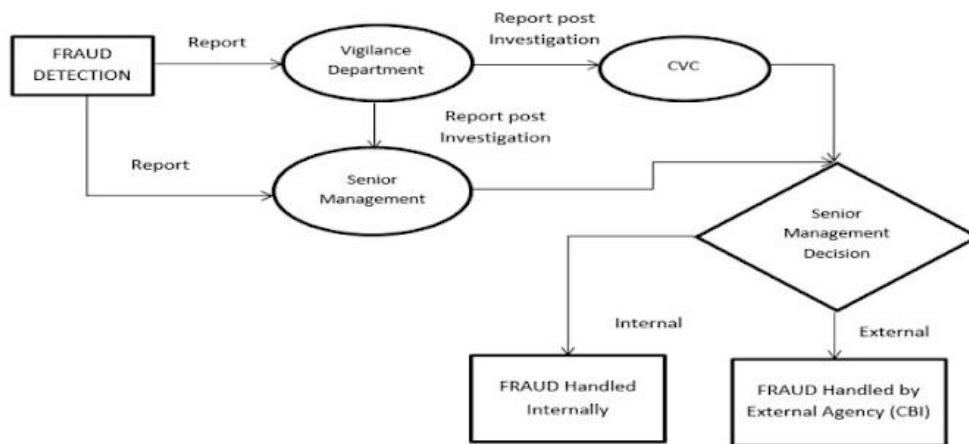 FRAUD
DETECTION
Report
Vigilance
Department
Report post
Investigation
CVC
Report post
Investigation
Report
Senior
Management
Senior
Management
Decision
Internal
External
FRAUD Handled
Internally
FRAUD Handled by
External Agency (CBI)